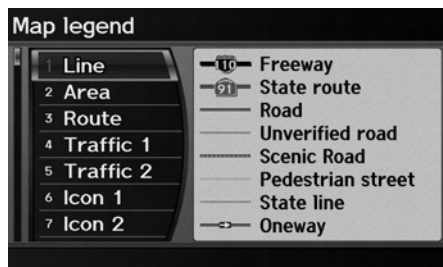 Map legend
1 Line
2 Area
3 Route
4 Traffic 1
5 Traffic 2
6 Icon 1
7 Icon 2
10 Freeway
91 State route
Road
Unverified road
Scenic Road
Pedestrian street
State line
Oneway